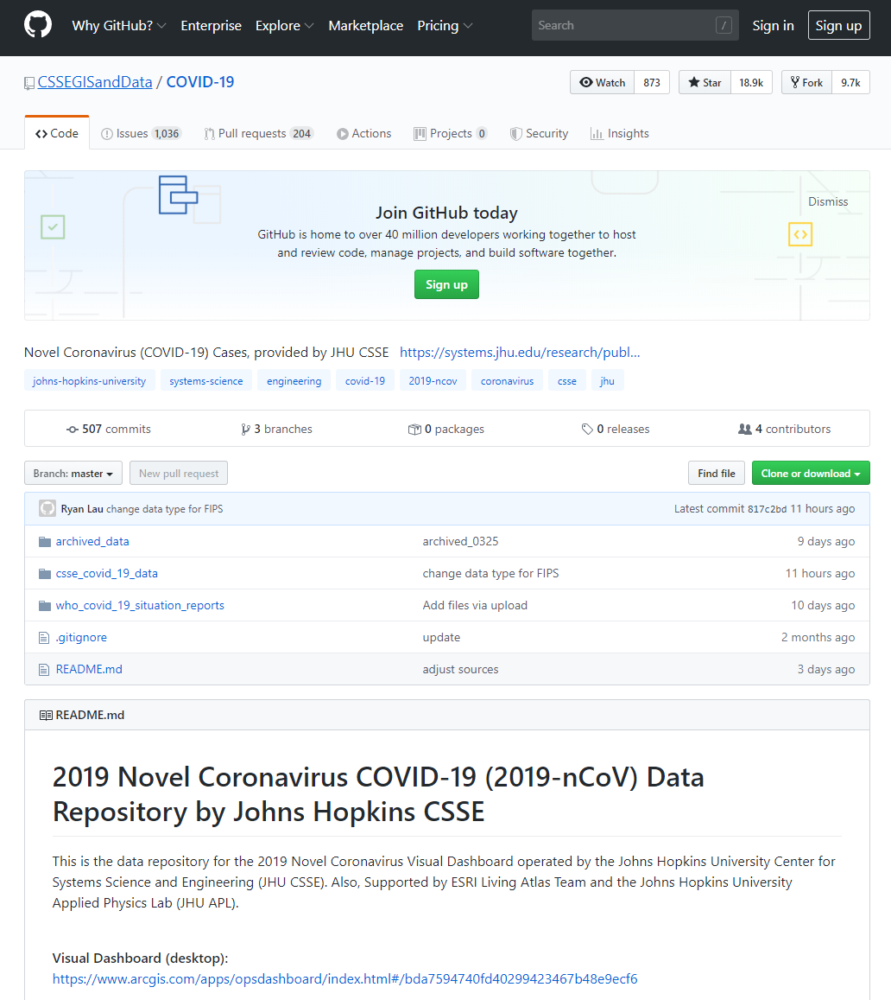 Why GitHub? Enterprise Explore Marketplace Pricing Search / Sign in Sign up
CSSEGISandData / COVID-19 Watch 873 Star 18.9k Fork 9.7k
Code Issues 1,036 Pull requests 204 Actions Projects 0 Security Insights
Dismiss
Join GitHub today
GitHub is home to over 40 million developers working together to host
and review code, manage projects, and build software together.
Sign up
Novel Coronavirus (COVID-19) Cases, provided by JHU CSSE https://systems.jhu.edu/research/publ...
johns-hopkins-university systems-science engineering covid-19 2019-ncov coronavirus csse jhu
507 commits 3 branches 0 packages 0 releases 4 contributors
Branch: master New pull request Find file Clone or download
Ryan Lau change data type for FIPS Latest commit 817c2bd 11 hours ago
archived_data archived_0325 9 days ago
csse_covid_19_data change data type for FIPS 11 hours ago
who_covid_19_situation_reports Add files via upload 10 days ago
.gitignore update 2 months ago
README.md adjust sources 3 days ago
README.md
2019 Novel Coronavirus COVID-19 (2019-nCoV) Data
Repository by Johns Hopkins CSSE
This is the data repository for the 2019 Novel Coronavirus Visual Dashboard operated by the Johns Hopkins University Center for
Systems Science and Engineering (JHU CSSE). Also, Supported by ESRI Living Atlas Team and the Johns Hopkins University
Applied Physics Lab (JHU APL).
Visual Dashboard (desktop):
https://www.arcgis.com/apps/opsdashboard/index.html#/bda7594740fd40299423467b48e9ecf6